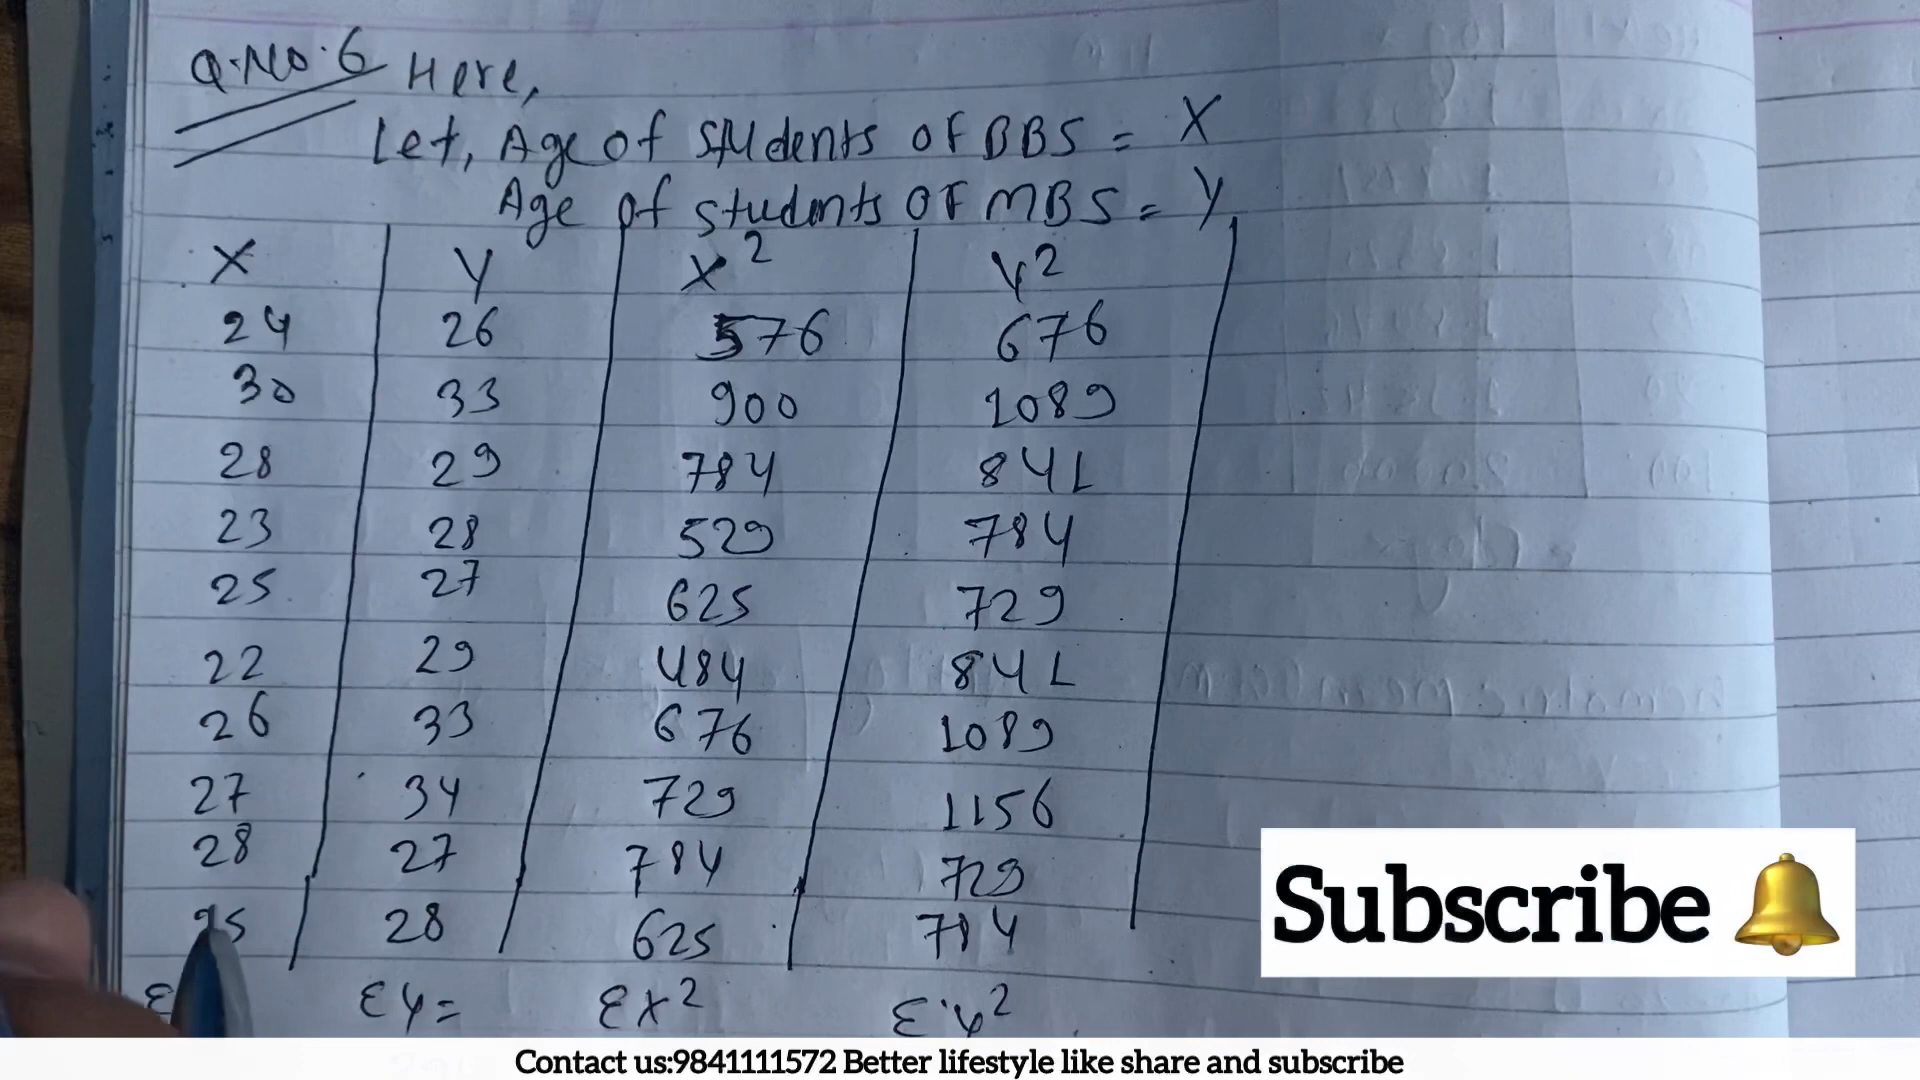 Q.No.6 Here,
Let, Age of Students of BBS = X
Age of students of MBS = Y
X Y X² Y²
24 26 576 676
30 33 900 1089
28 29 784 841
23 28 529 784
25 27 625 729
22 29 484 841
26 33 676 1089
27 34 729 1156
28 27 784 729
25 28 625 784
Σ ΣY= ΣX² ΣY²
Subscribe
Contact us:9841111572 Better lifestyle like share and subscribe